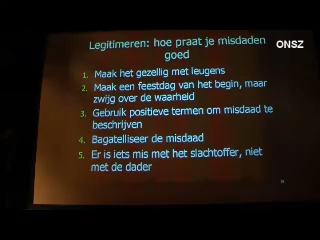 Legitimeren: hoe praat je misdaden
goed
ONSZ
1. Maak het gezellig met leugens
2. Maak een feestdag van het begin, maar
zwijg over de waarheid
3. Gebruik positieve termen om misdaad te
beschrijven
4. Bagatelliseer de misdaad
5. Er is iets mis met het slachtoffer, niet
met de dader